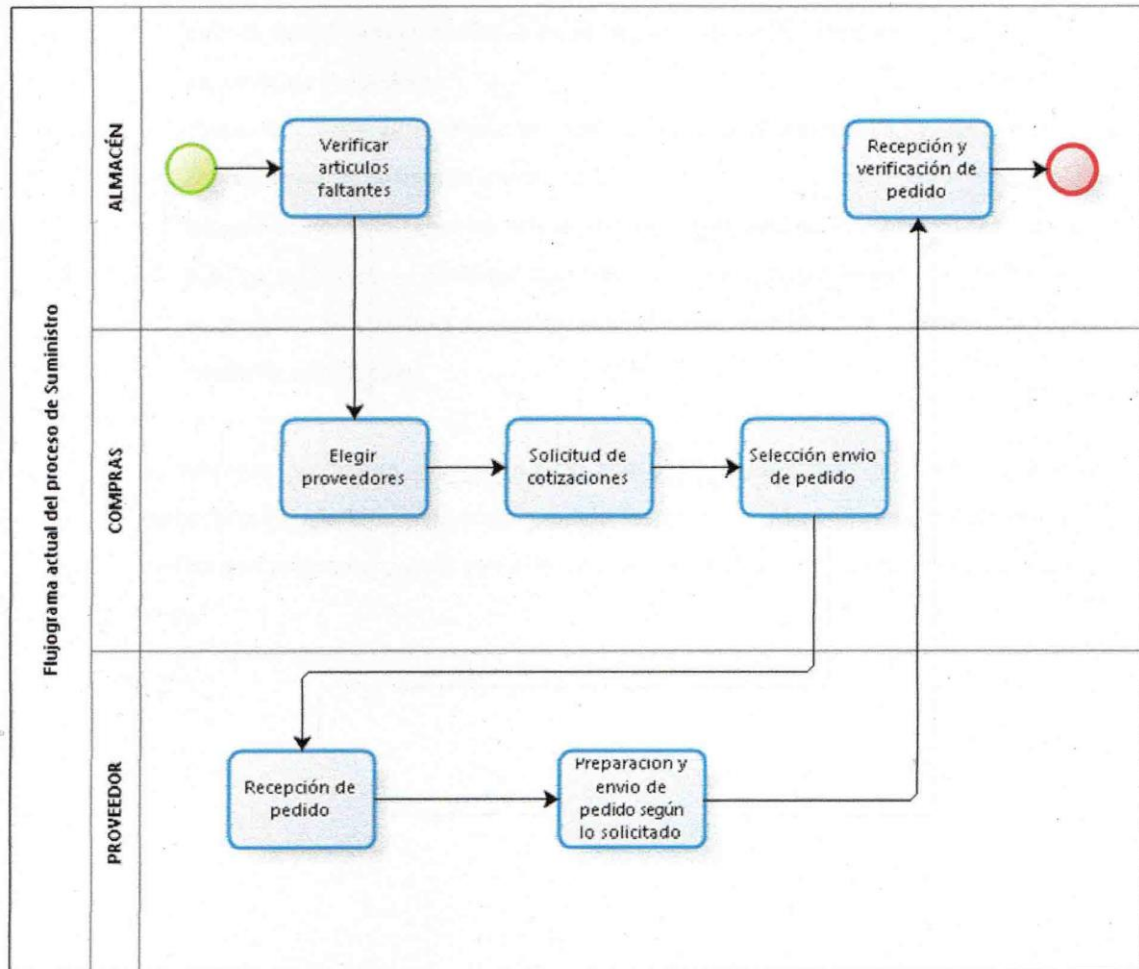 Flujograma actual del proceso de Suministro
ALMACÉN
Verificar
articulos
faltantes
Recepción y
verificación de
pedido
COMPRAS
Elegir
proveedores
Solicitud de
cotizaciones
Selección envio
de pedido
PROVEEDOR
Recepción de
pedido
Preparacion y
envio de
pedido según
lo solicitado